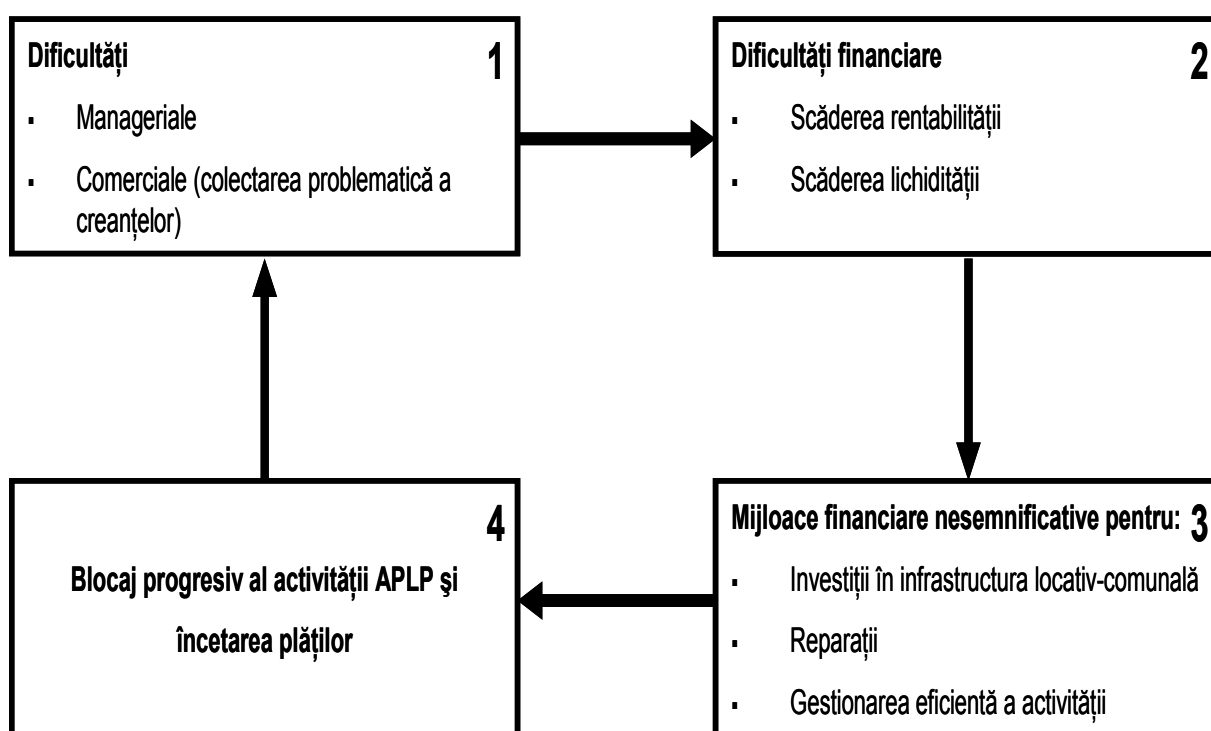 Dificultăți 1
▪ Manageriale
▪ Comerciale (colectarea problematică a
creanțelor)
Dificultăți financiare 2
▪ Scăderea rentabilității
▪ Scăderea lichidității
Mijloace financiare nesemnificative pentru: 3
▪ Investiții în infrastructura locativ-comunală
▪ Reparații
▪ Gestionarea eficientă a activității
4
Blocaj progresiv al activității APLP şi
încetarea plăților